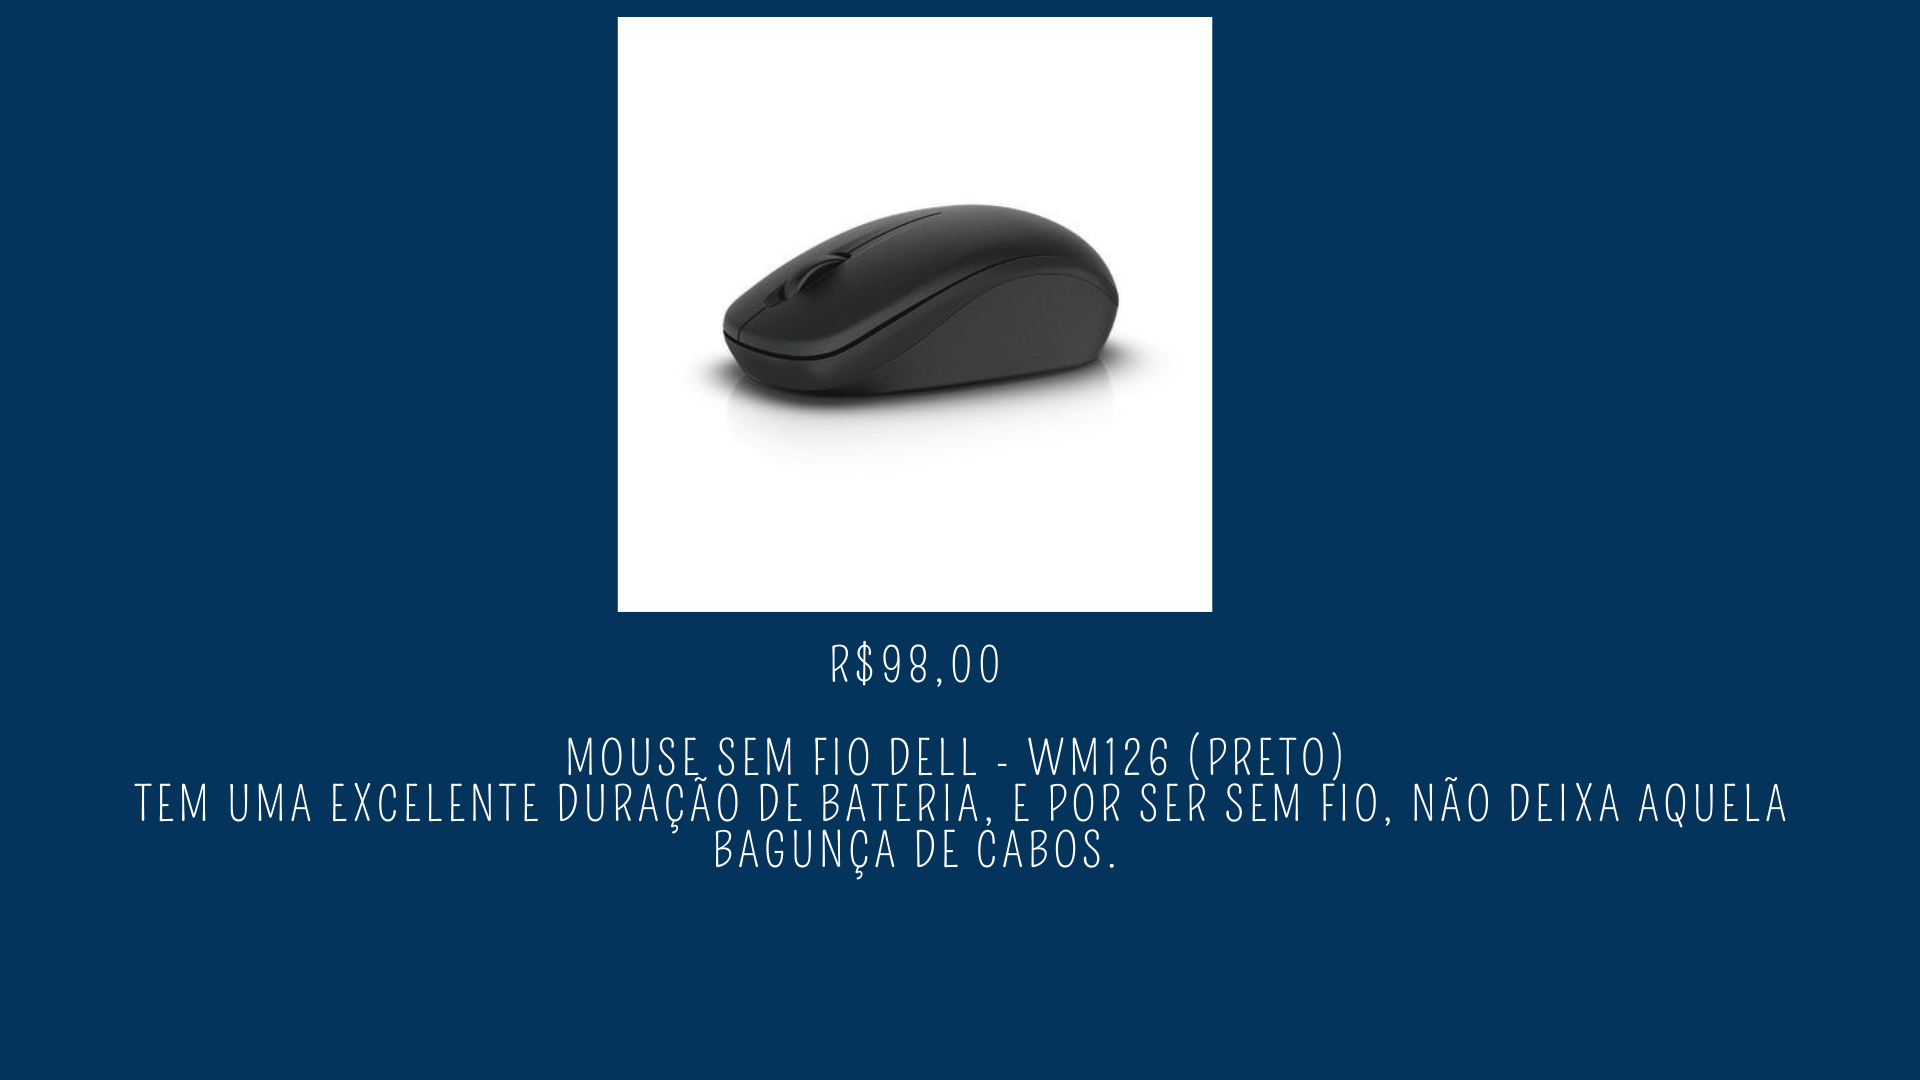 R$98,00
MOUSE SEM FIO DELL - WM126 (PRETO)
TEM UMA EXCELENTE DURAÇÃO DE BATERIA, E POR SER SEM FIO, NÃO DEIXA AQUELA
BAGUNÇA DE CABOS.